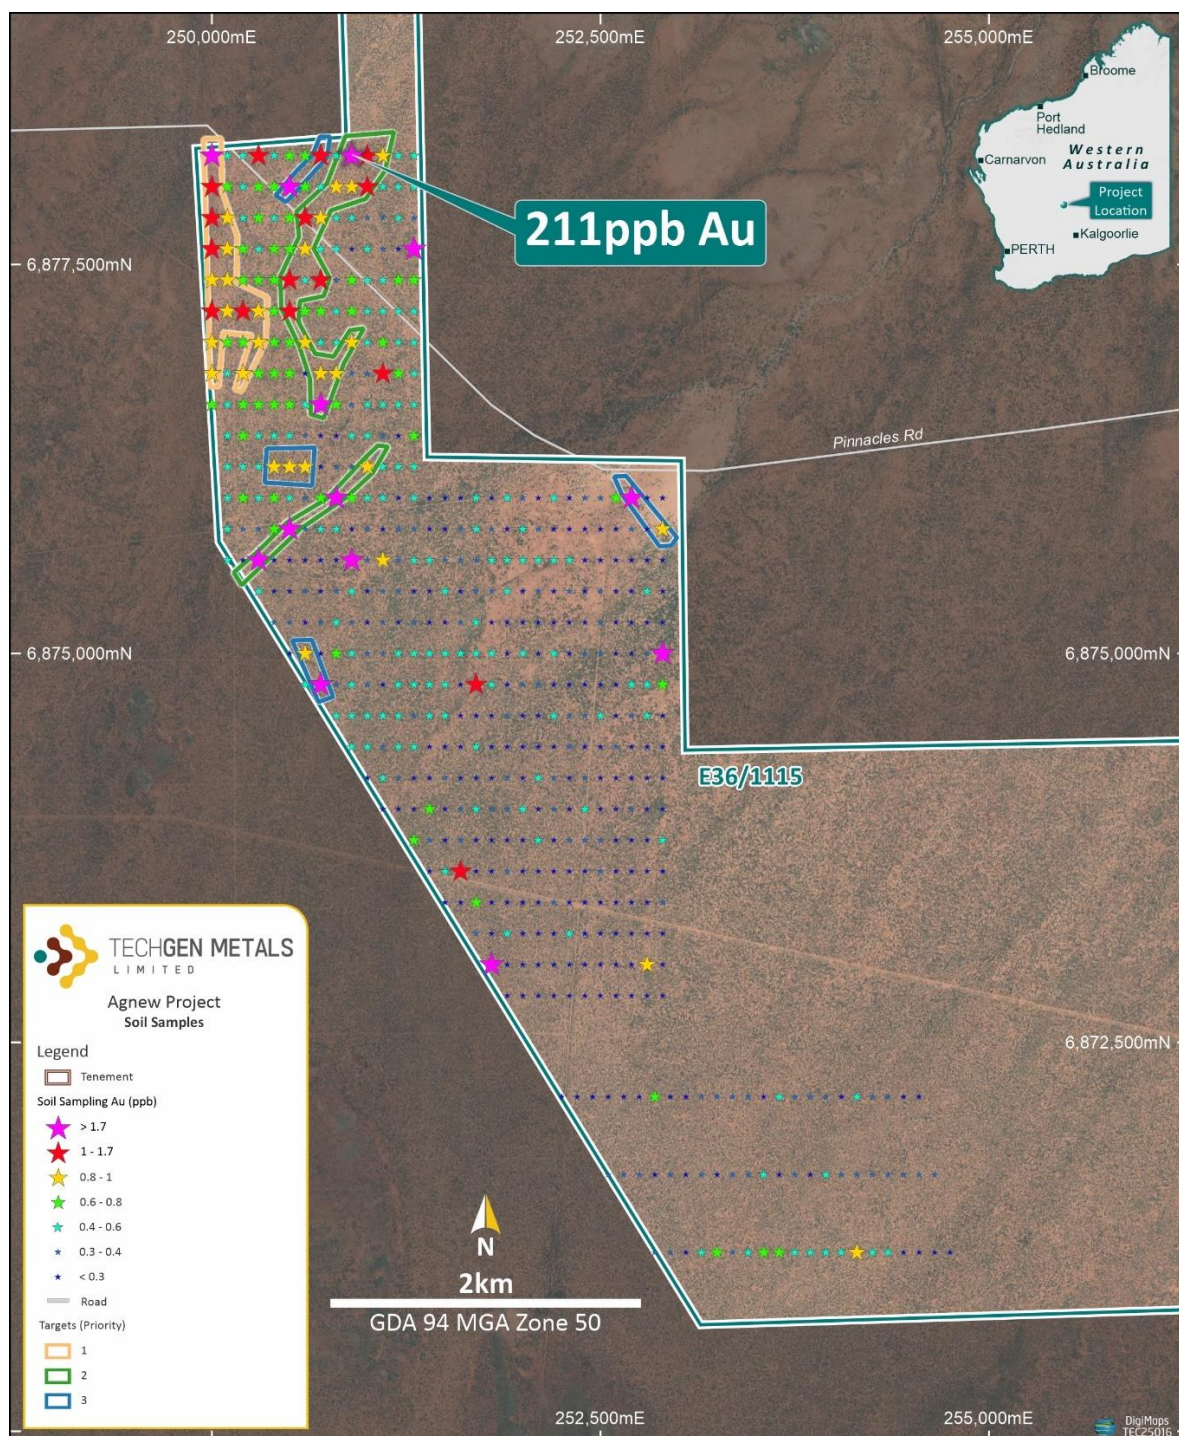 250,000mE
252,500mE
255,000mE
Broome
Port
Hedland
Western
Australia
Carnarvon
Project
Location
Kalgoorlie
PERTH
211ppb Au
6,877,500mN
Pinnacles Rd
6,875,000mN
6,875,000mN
E36/1115
TECHGEN METALS
LIMITED
Agnew Project
Soil Samples
Legend
Tenement
Soil Sampling Au (ppb)
> 1.7
1 - 1.7
0.8 - 1
0.6 - 0.8
0.4 - 0.6
0.3 - 0.4
< 0.3
Road
Targets (Priority)
1
2
3
6,872,500mN
N
2km
GDA 94 MGA Zone 50
252,500mE
255,000mE
DigiMaps
TEC25016